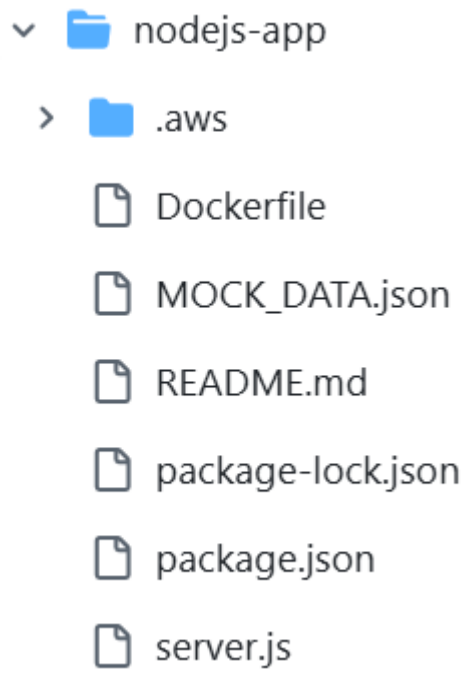 nodejs-app
.aws
Dockerfile
MOCK_DATA.json
README.md
package-lock.json
package.json
server.js